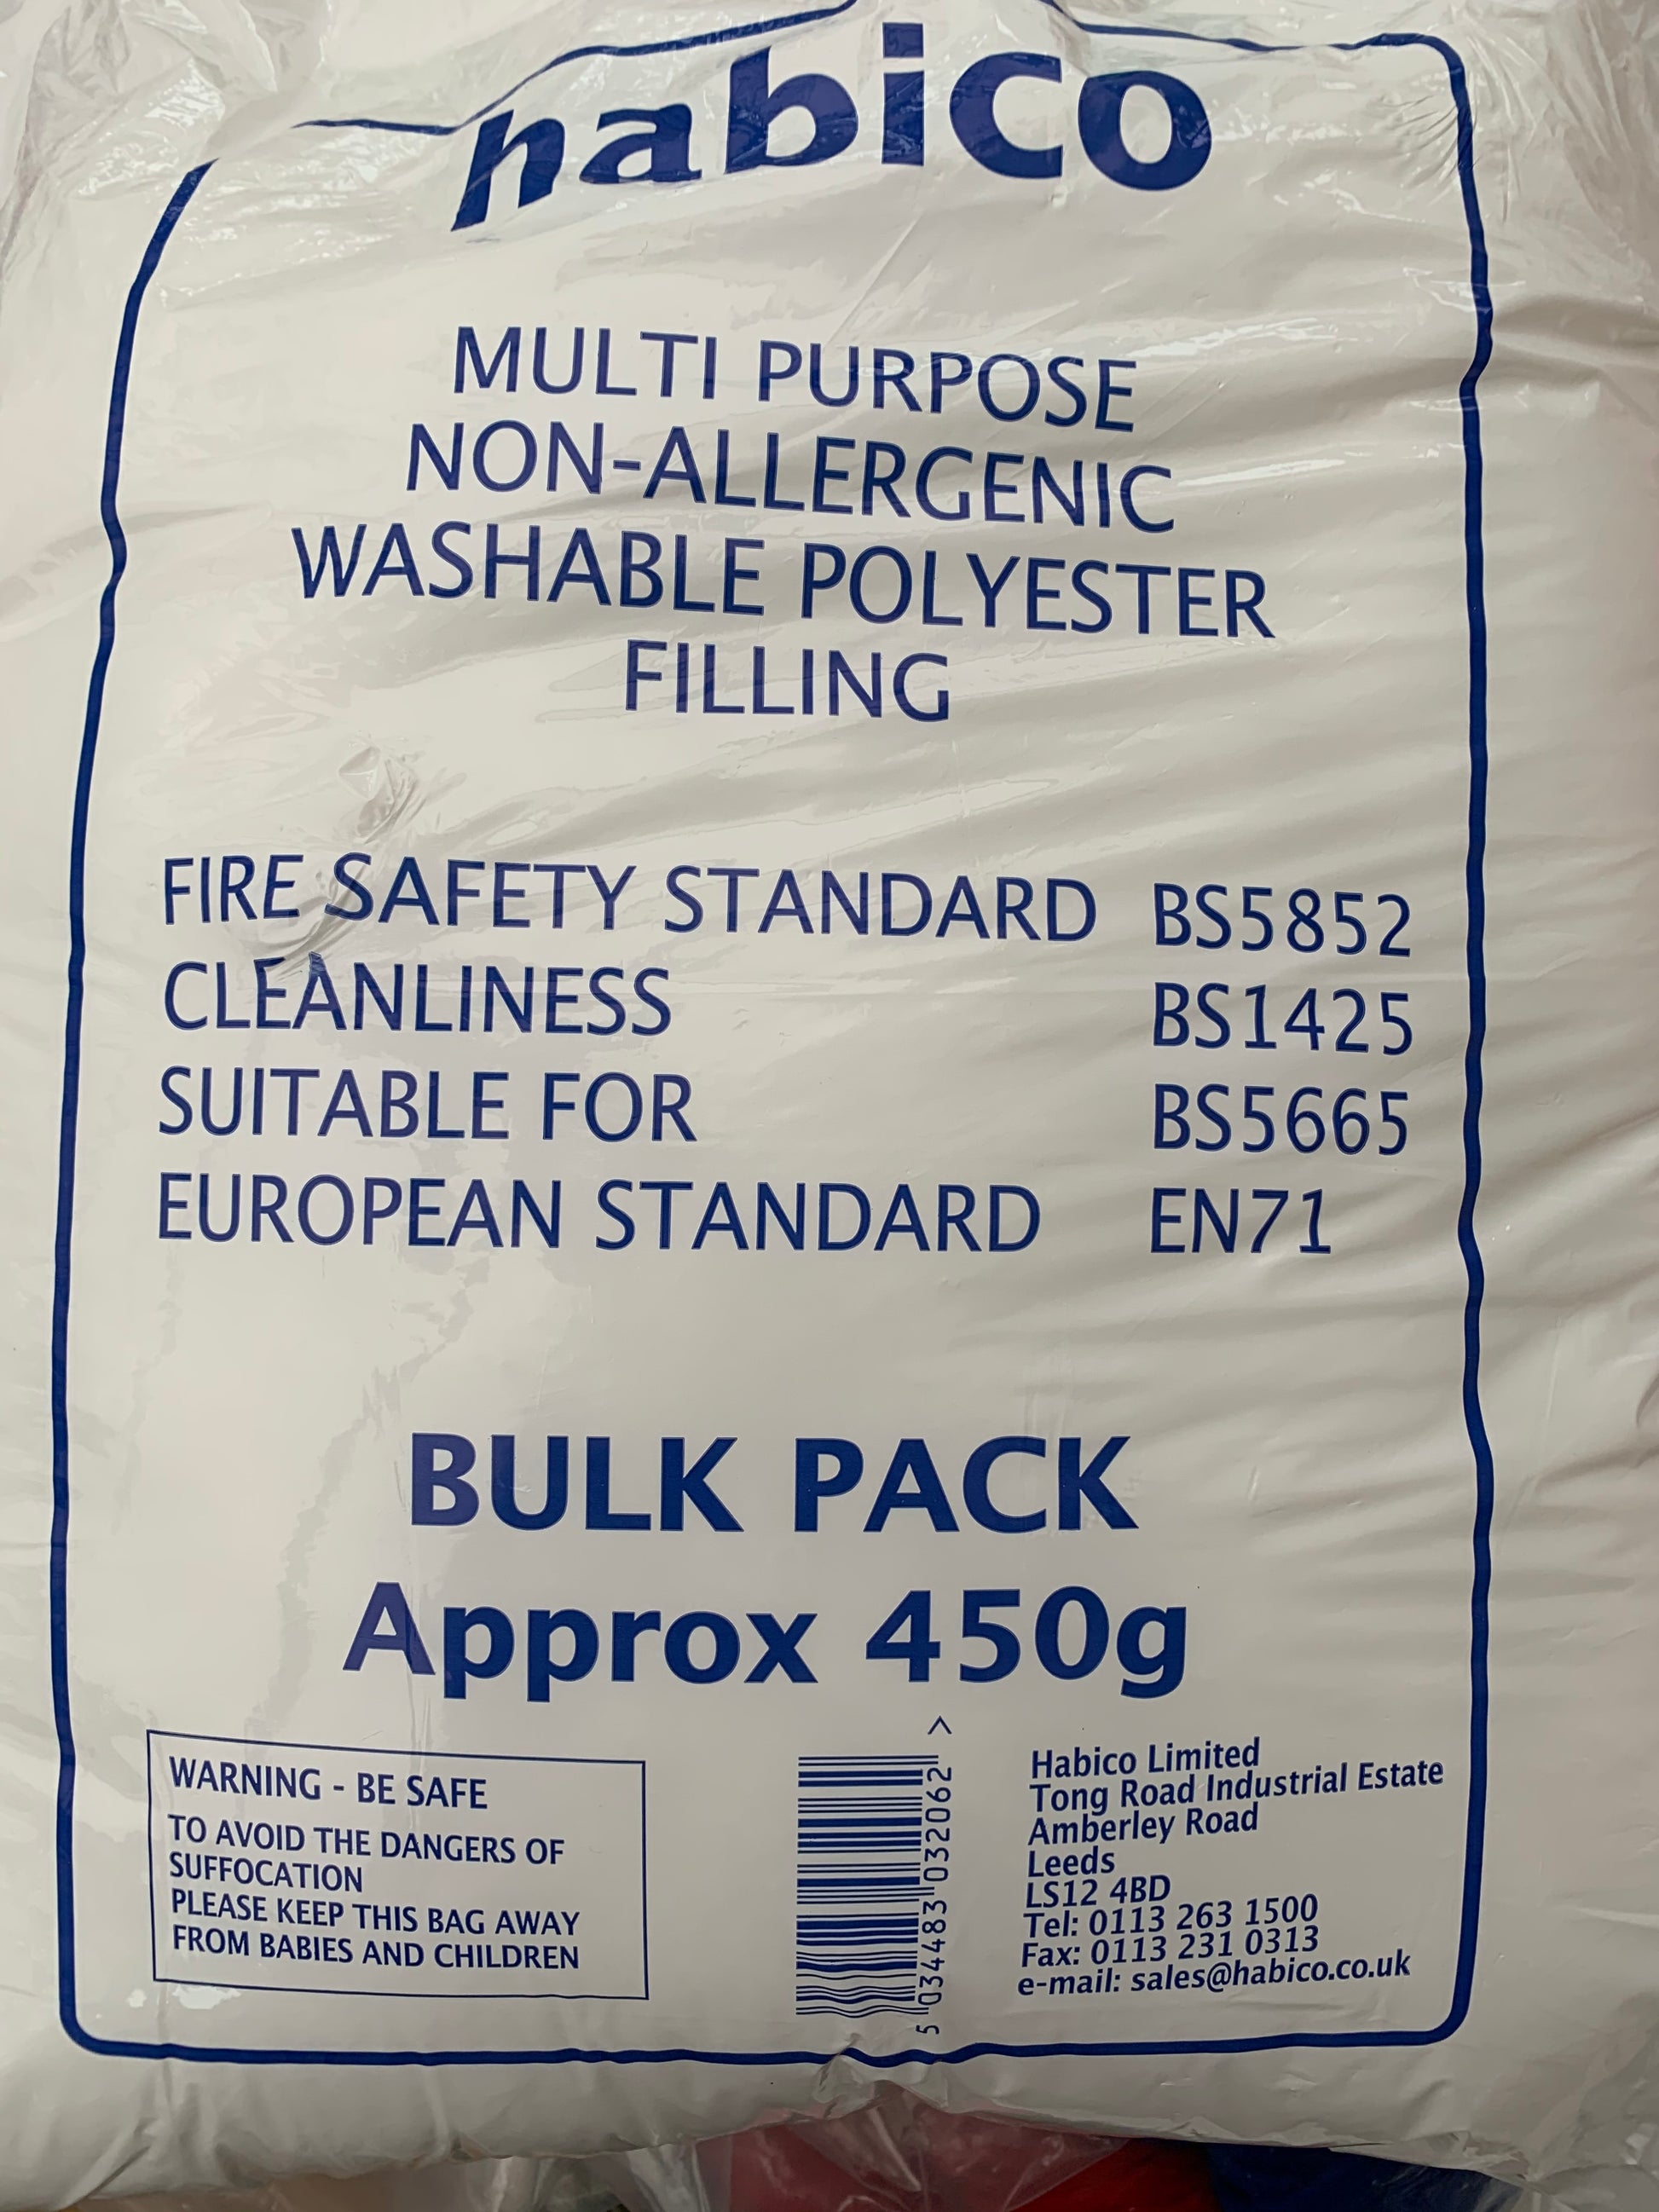 habico
MULTI PURPOSE
NON-ALLERGENIC
WASHABLE POLYESTER
FILLING
FIRE SAFETY STANDARD BS5852
CLEANLINESS BS1425
SUITABLE FOR BS5665
EUROPEAN STANDARD EN71
BULK PACK
Approx 450g
WARNING - BE SAFE
TO AVOID THE DANGERS OF
SUFFOCATION
PLEASE KEEP THIS BAG AWAY
FROM BABIES AND CHILDREN
5 034483 032062 >
Habico Limited
Tong Road Industrial Estate
Amberley Road
Leeds
LS12 4BD
Tel: 0113 263 1500
Fax: 0113 231 0313
e-mail: sales@habico.co.uk